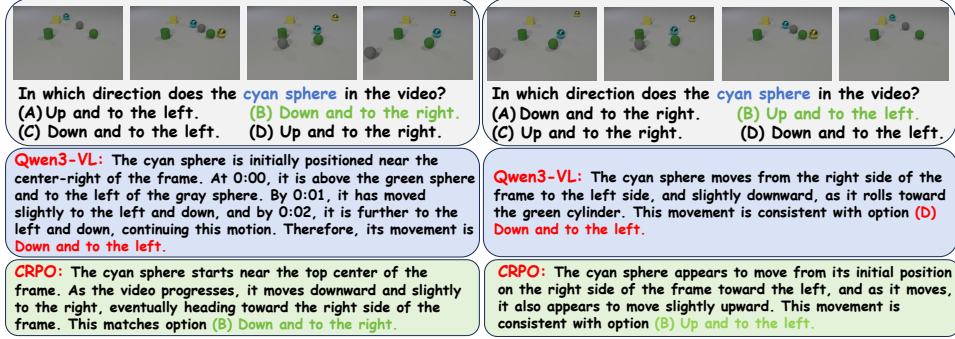 In which direction does the cyan sphere in the video?
(A) Up and to the left. (B) Down and to the right.
(C) Down and to the left. (D) Up and to the right.
Qwen3-VL: The cyan sphere is initially positioned near the
center-right of the frame. At 0:00, it is above the green sphere
and to the left of the gray sphere. By 0:01, it has moved
slightly to the left and down, and by 0:02, it is further to the
left and down, continuing this motion. Therefore, its movement is
Down and to the left.
CRPO: The cyan sphere starts near the top center of the
frame. As the video progresses, it moves downward and slightly
to the right, eventually heading toward the right side of the
frame. This matches option (B) Down and to the right.
In which direction does the cyan sphere in the video?
(A) Down and to the right. (B) Up and to the left.
(C) Up and to the right. (D) Down and to the left.
Qwen3-VL: The cyan sphere moves from the right side of the
frame to the left side, and slightly downward, as it rolls toward
the green cylinder. This movement is consistent with option (D)
Down and to the left.
CRPO: The cyan sphere appears to move from its initial position
on the right side of the frame toward the left, and as it moves,
it also appears to move slightly upward. This movement is
consistent with option (B) Up and to the left.